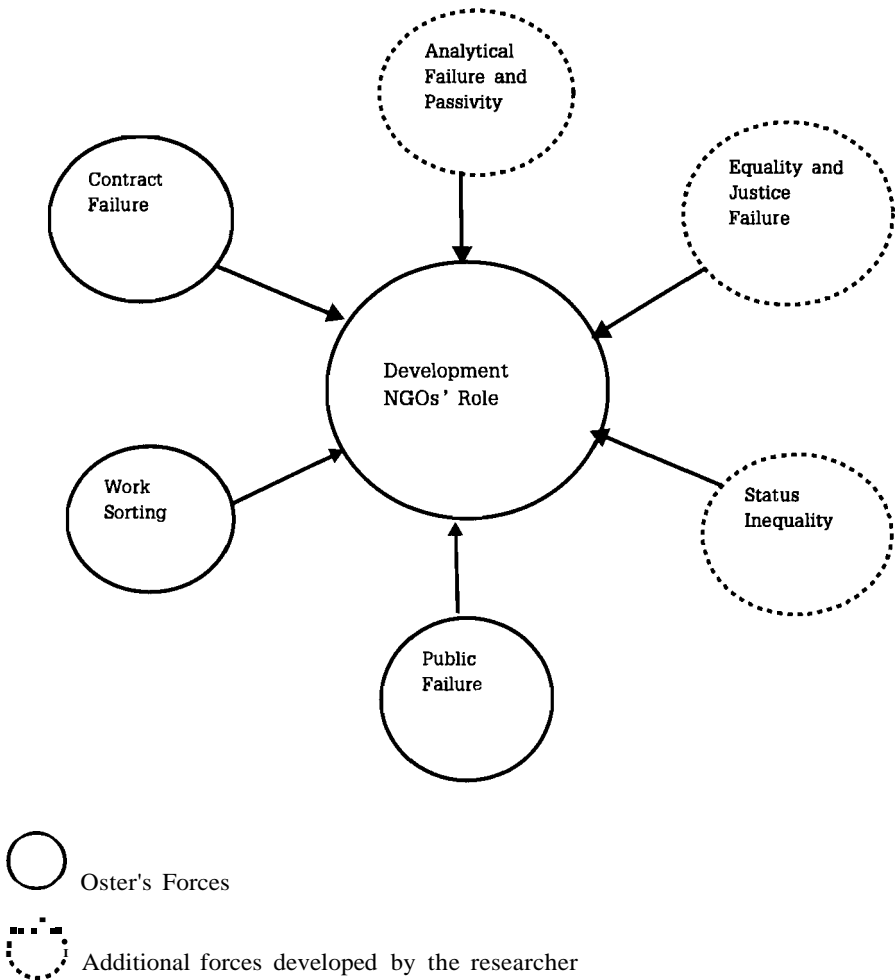 Analytical
Failure and
Passivity
Contract
Failure
Equality and
Justice
Failure
Development
NGOs' Role
Work
Sorting
Status
Inequality
Public
Failure
Oster's Forces
Additional forces developed by the researcher